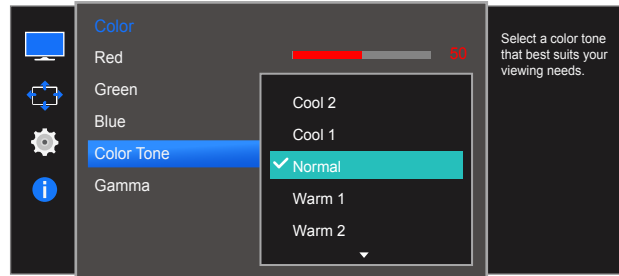 Color
Red
50
Green
Blue
Color Tone
Gamma
Cool 2
Cool 1
Normal
Warm 1
Warm 2
Select a color tone
that best suits your
viewing needs.